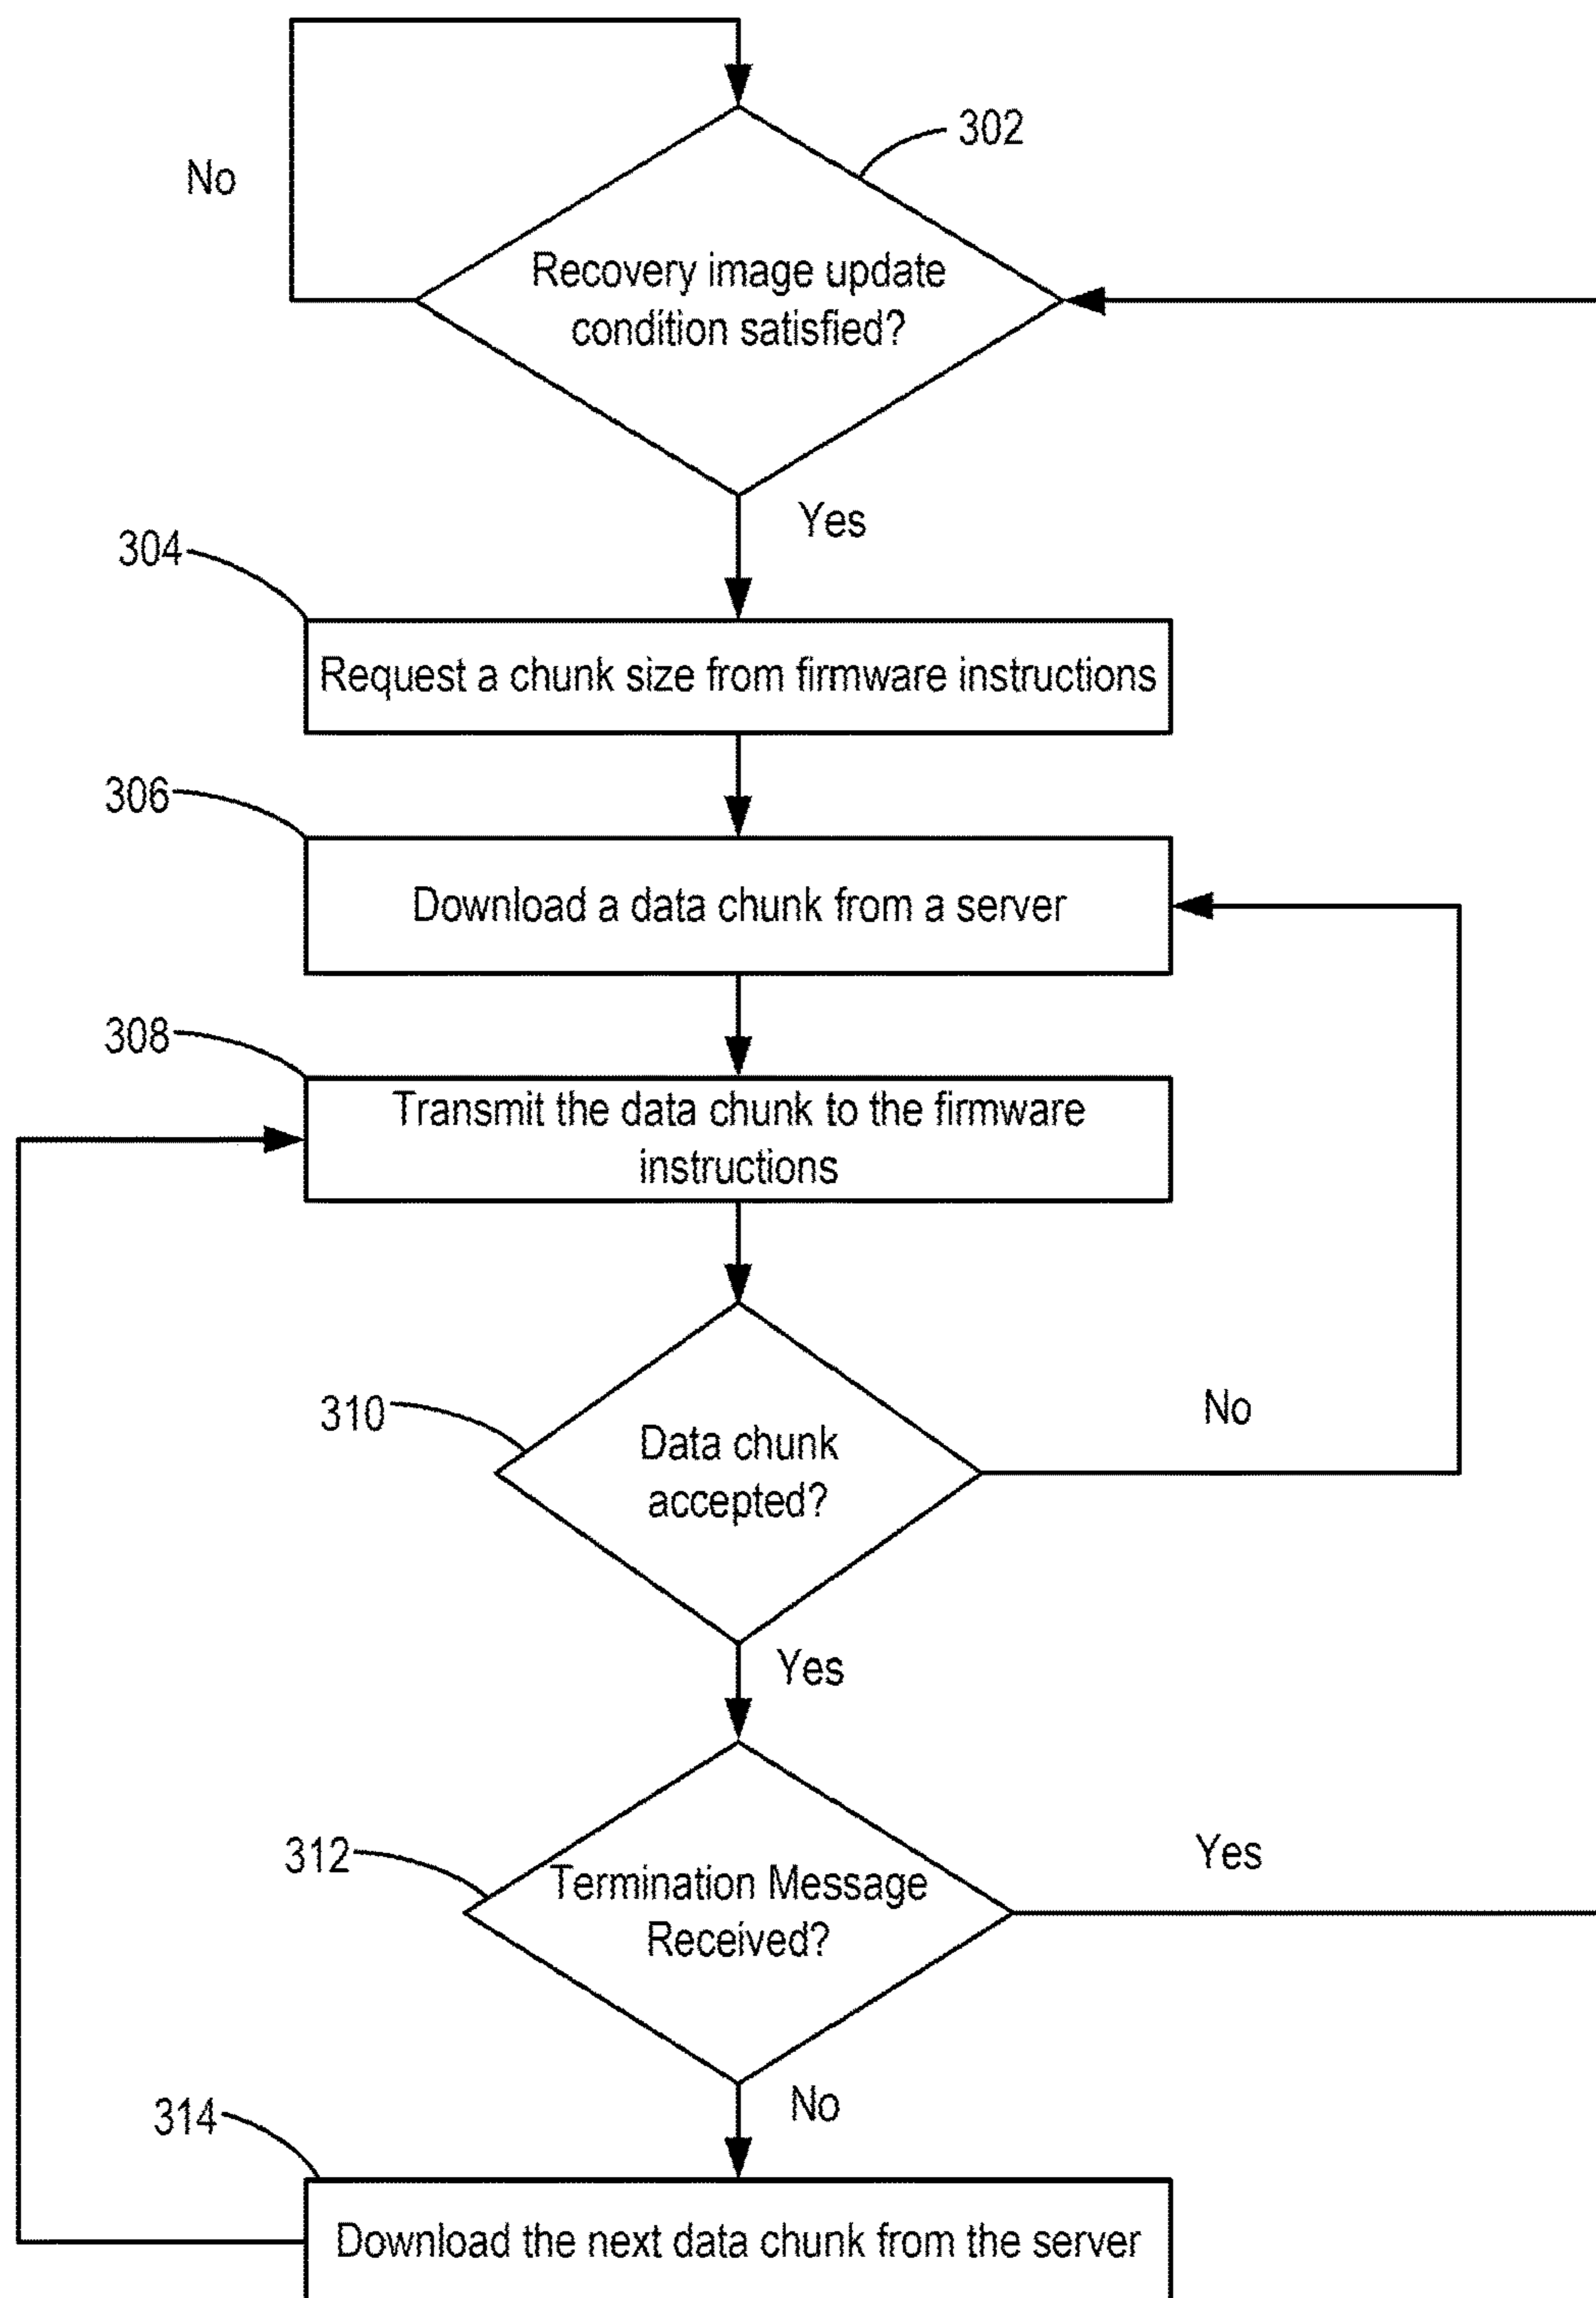 302
No
Recovery image update
condition satisfied?
Yes
304
Request a chunk size from firmware instructions
306
Download a data chunk from a server
308
Transmit the data chunk to the firmware
instructions
310
Data chunk
accepted?
No
Yes
312
Termination Message
Received?
Yes
No
314
Download the next data chunk from the server